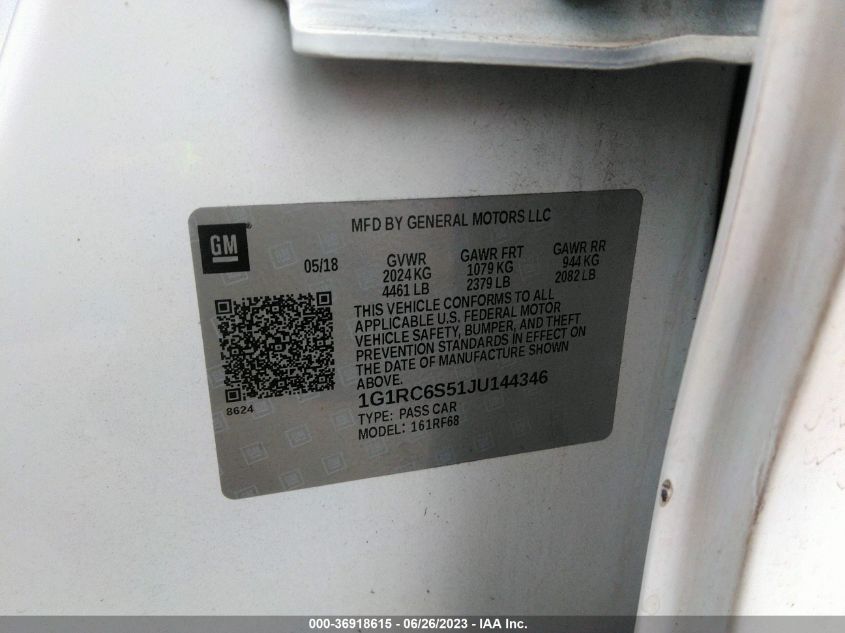 MFD BY GENERAL MOTORS LLC
GM
05/18
GVWR
2024 KG
4461 LB
GAWR FRT
1079 KG
2379 LB
GAWR RR
944 KG
2082 LB
THIS VEHICLE CONFORMS TO ALL
APPLICABLE U.S. FEDERAL MOTOR
VEHICLE SAFETY, BUMPER, AND THEFT
PREVENTION STANDARDS IN EFFECT ON
THE DATE OF MANUFACTURE SHOWN
ABOVE.
1G1RC6S51JU144346
TYPE: PASS CAR
MODEL: 161RF68
8624
000-36918615 - 06/26/2023 - IAA Inc.